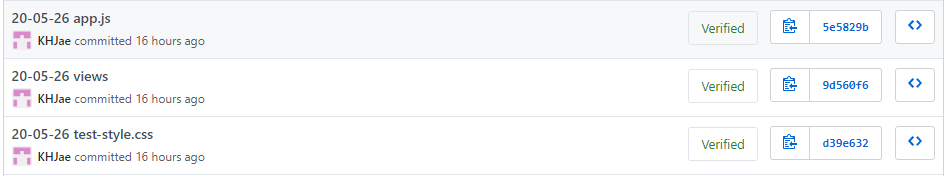 20-05-26 app.js
KHJae committed 16 hours ago
Verified
5e5829b
20-05-26 views
KHJae committed 16 hours ago
Verified
9d560f6
20-05-26 test-style.css
KHJae committed 16 hours ago
Verified
d39e632